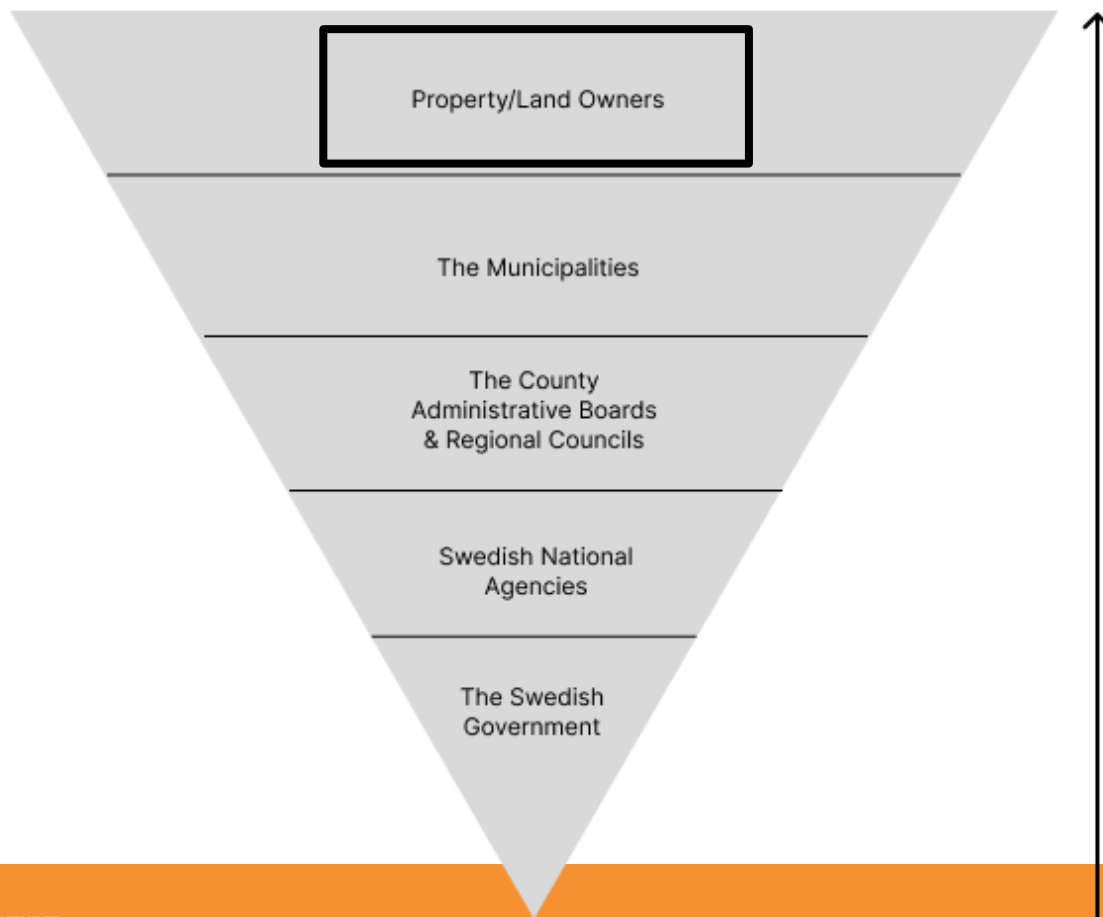 Property/Land Owners
The Municipalities
The County
Administrative Boards
& Regional Councils
Swedish National
Agencies
The Swedish
Government